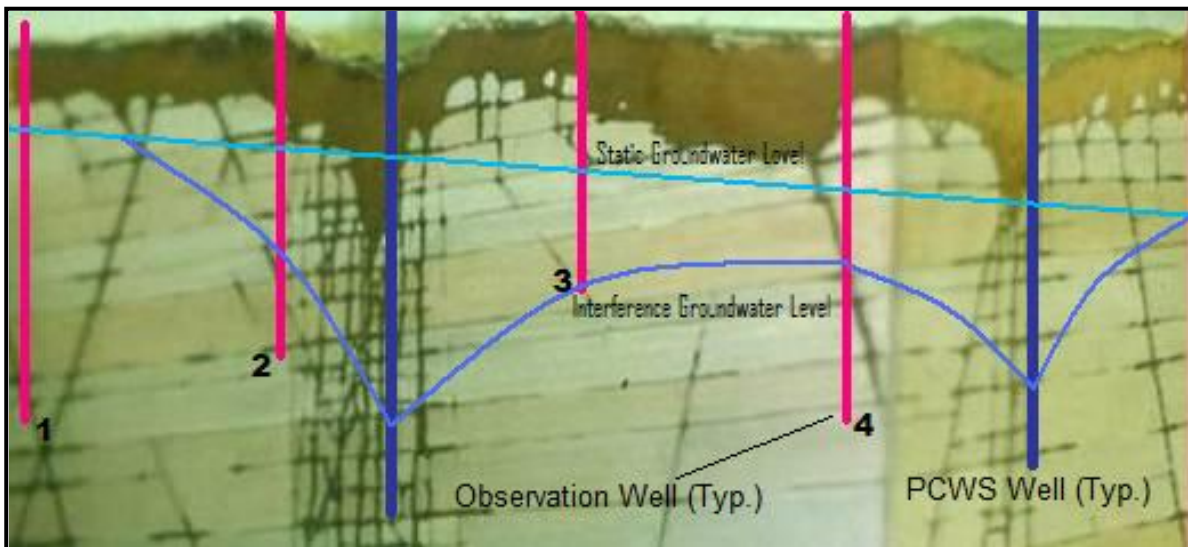 Static Groundwater Level
3
Interference Groundwater Level
2
1
4
Observation Well (Typ.)
PCWS Well (Typ.)